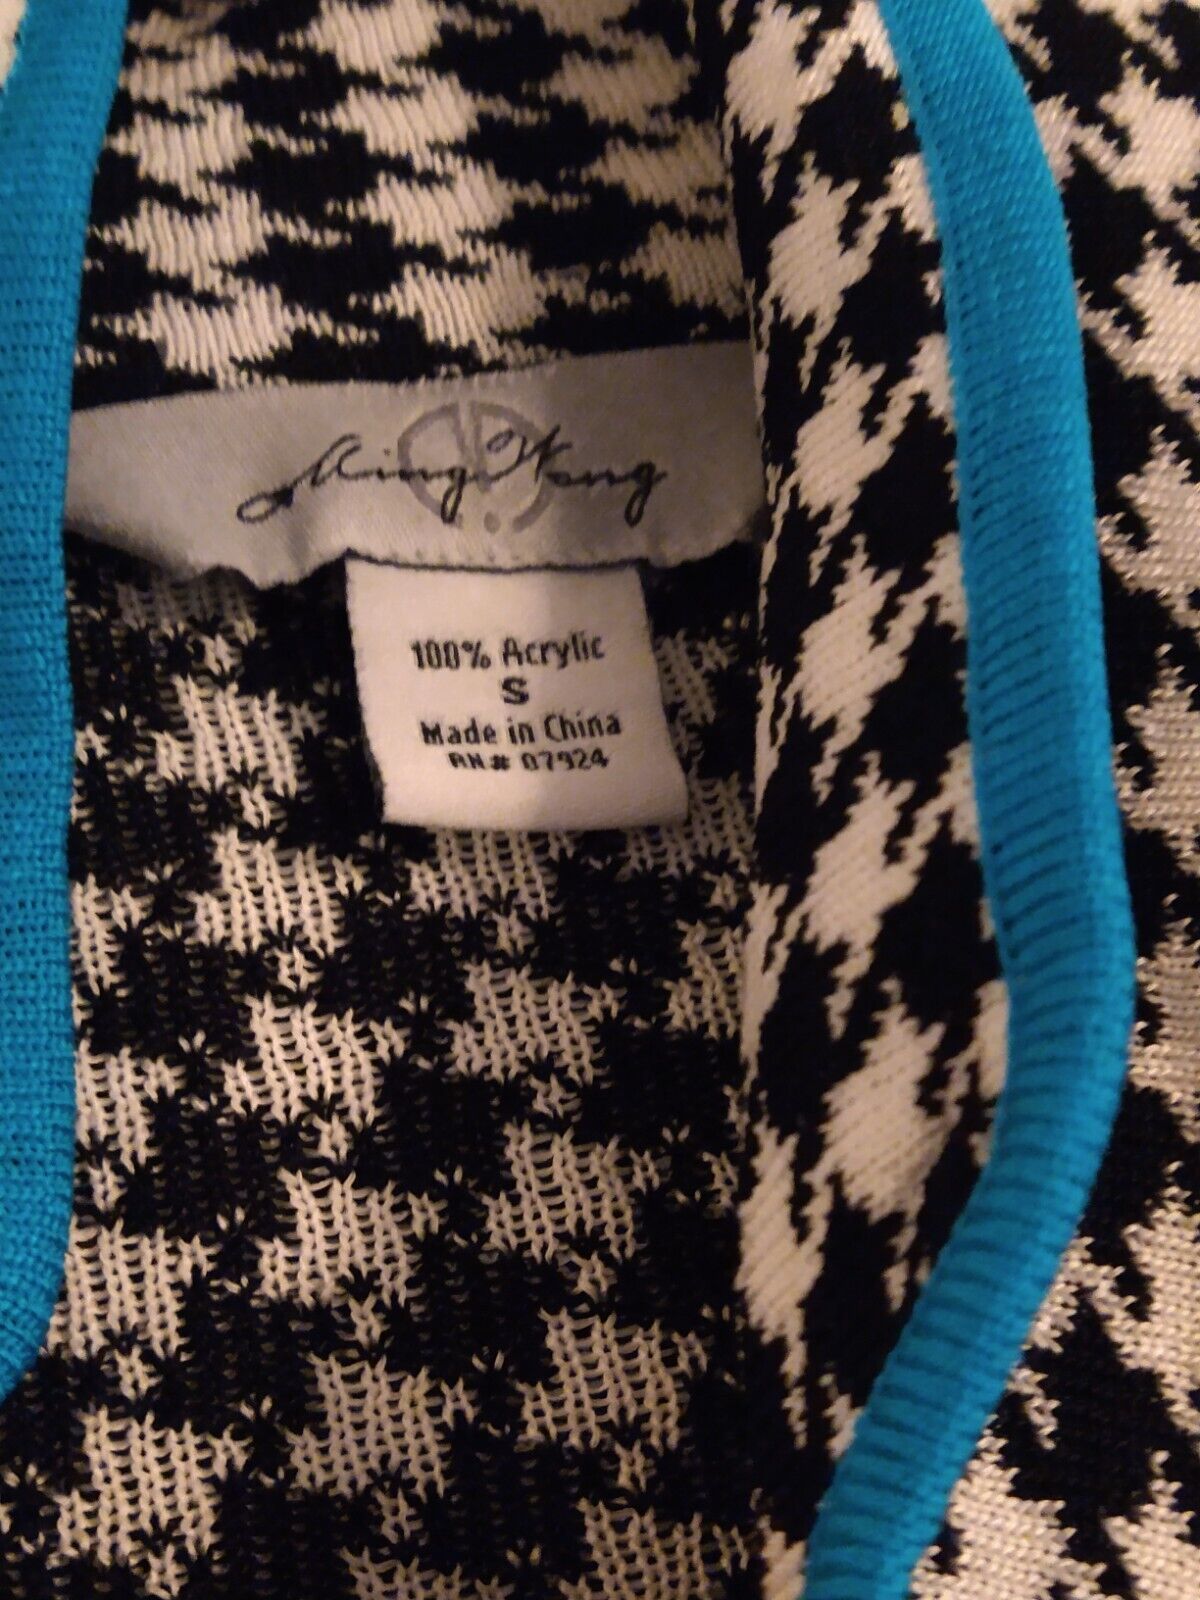 Ming Wang
100% Acrylic
S
Made in China
RN# 07924